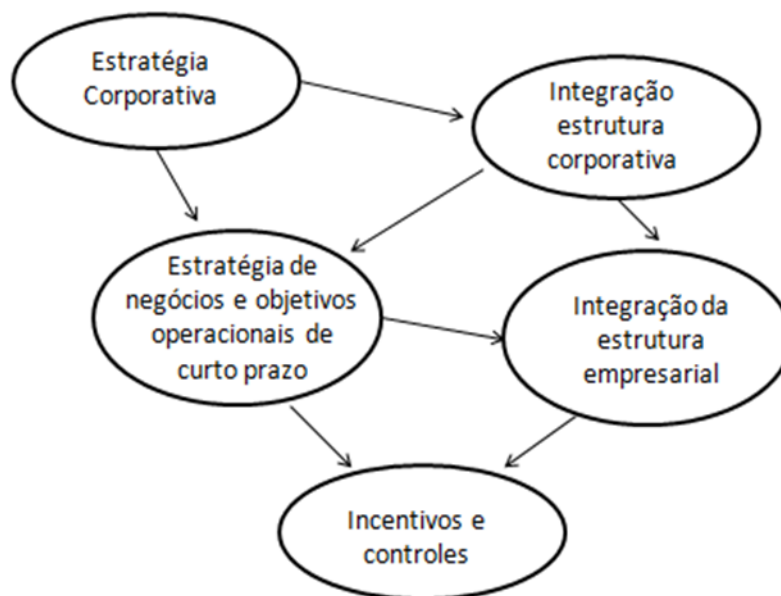 Estratégia
Corporativa
Integração
estrutura
corporativa
Estratégia de
negócios e objetivos
operacionais de
curto prazo
Integração da
estrutura
empresarial
Incentivos e
controles